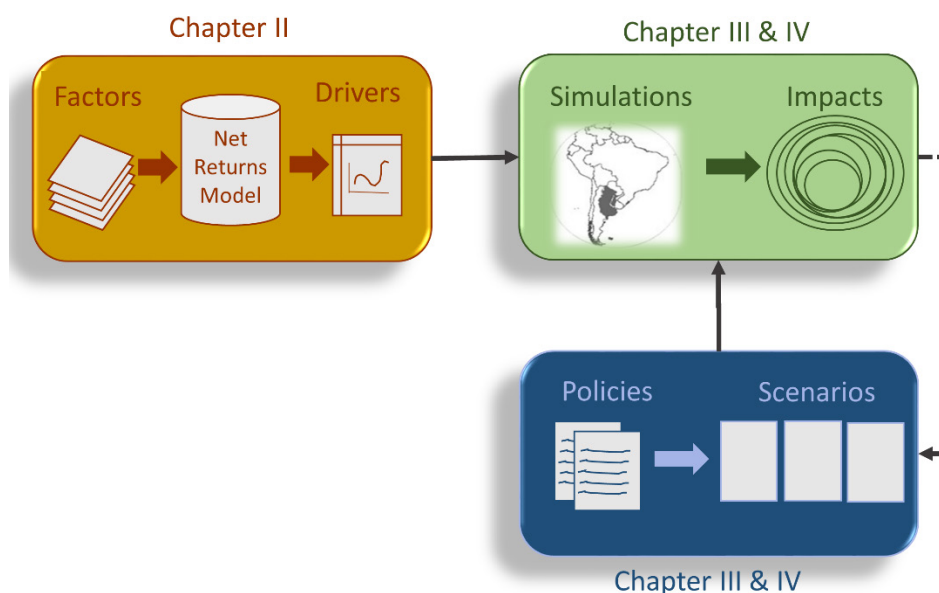 Chapter II
Factors
Drivers
Net
Returns
Model
Chapter III & IV
Simulations
Impacts
Policies
Scenarios
Chapter III & IV